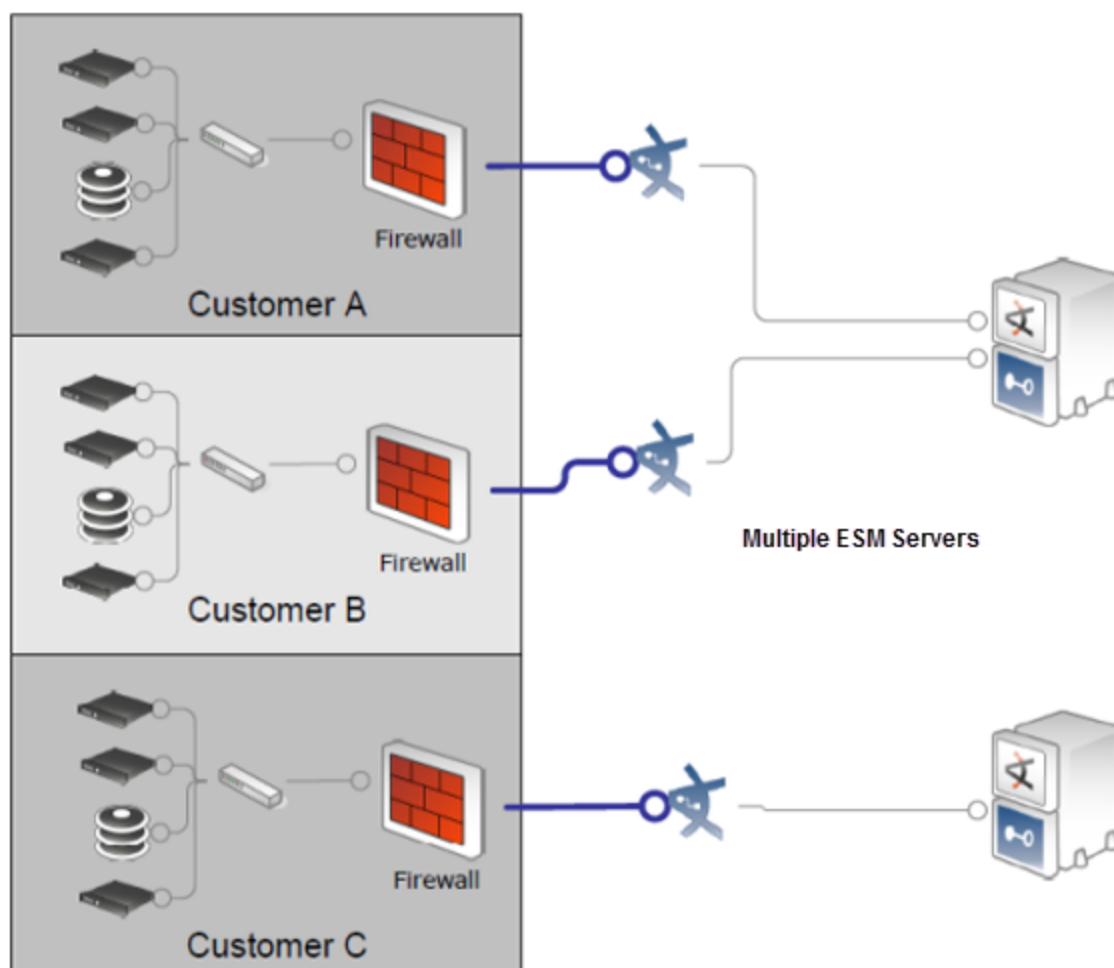 Firewall
Customer A
Firewall
Customer B
Multiple ESM Servers
Firewall
Customer C